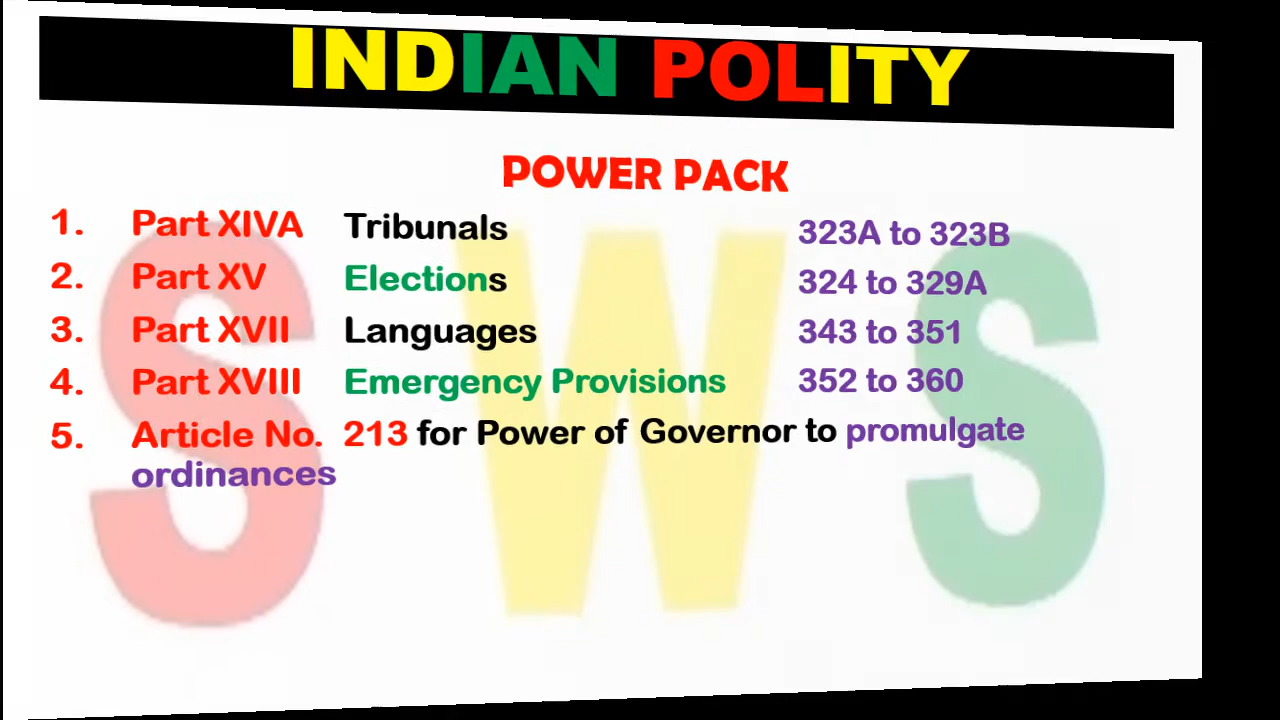 INDIAN POLITY
POWER PACK
1. Part XIVA Tribunals 323A to 323B
2. Part XV Elections 324 to 329A
3. Part XVII Languages 343 to 351
4. Part XVIII Emergency Provisions 352 to 360
5. Article No. 213 for Power of Governor to promulgate
ordinances
SWS